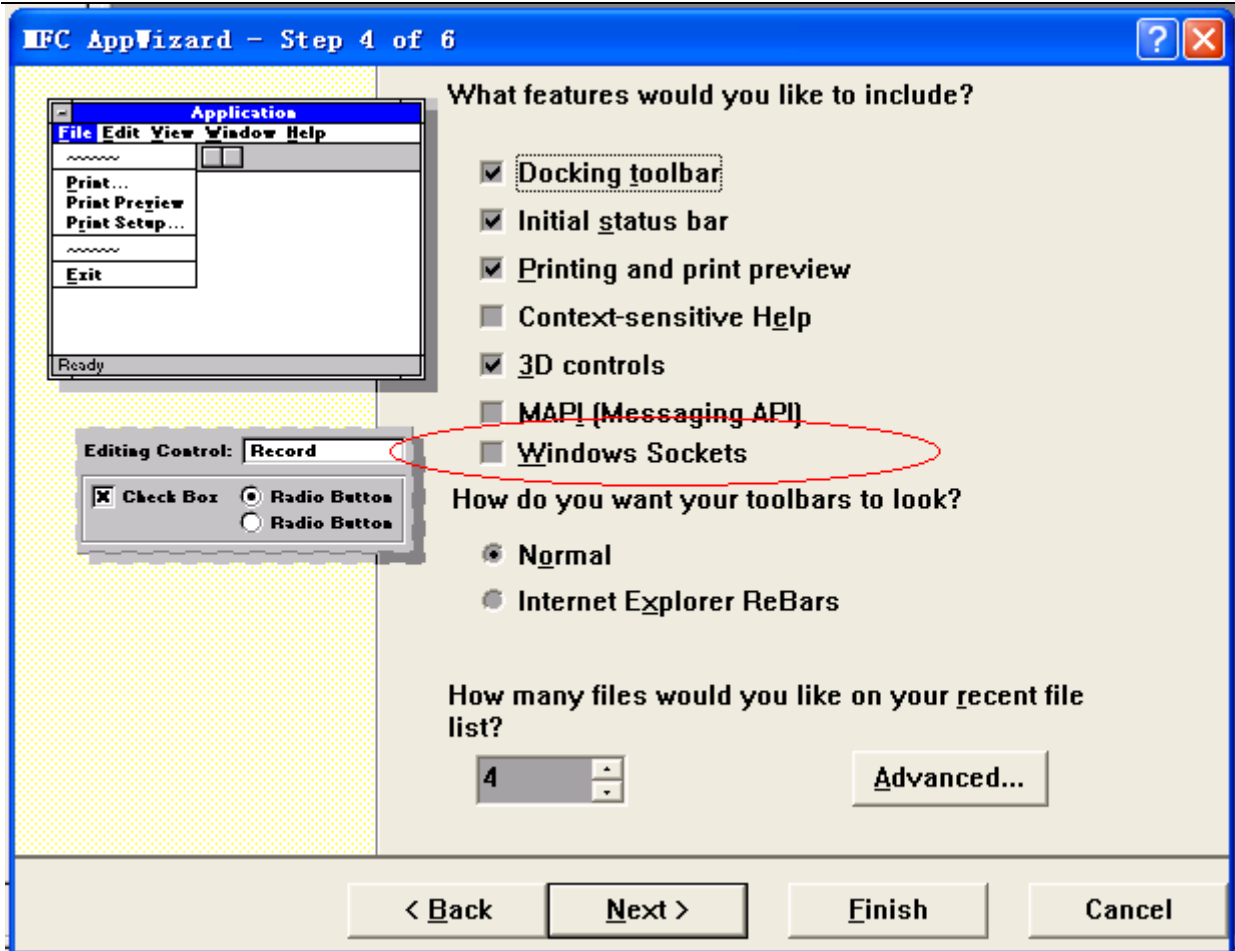 MFC AppWizard - Step 4 of 6
Application
File Edit View Window Help
Print...
Print Preview
Print Setup...
Exit
Ready
Editing Control: Record
Check Box
Radio Button
Radio Button
What features would you like to include?
Docking toolbar
Initial status bar
Printing and print preview
Context-sensitive Help
3D controls
MAPI (Messaging API)
Windows Sockets
How do you want your toolbars to look?
Normal
Internet Explorer ReBars
How many files would you like on your recent file
list?
4
Advanced...
< Back
Next >
Finish
Cancel